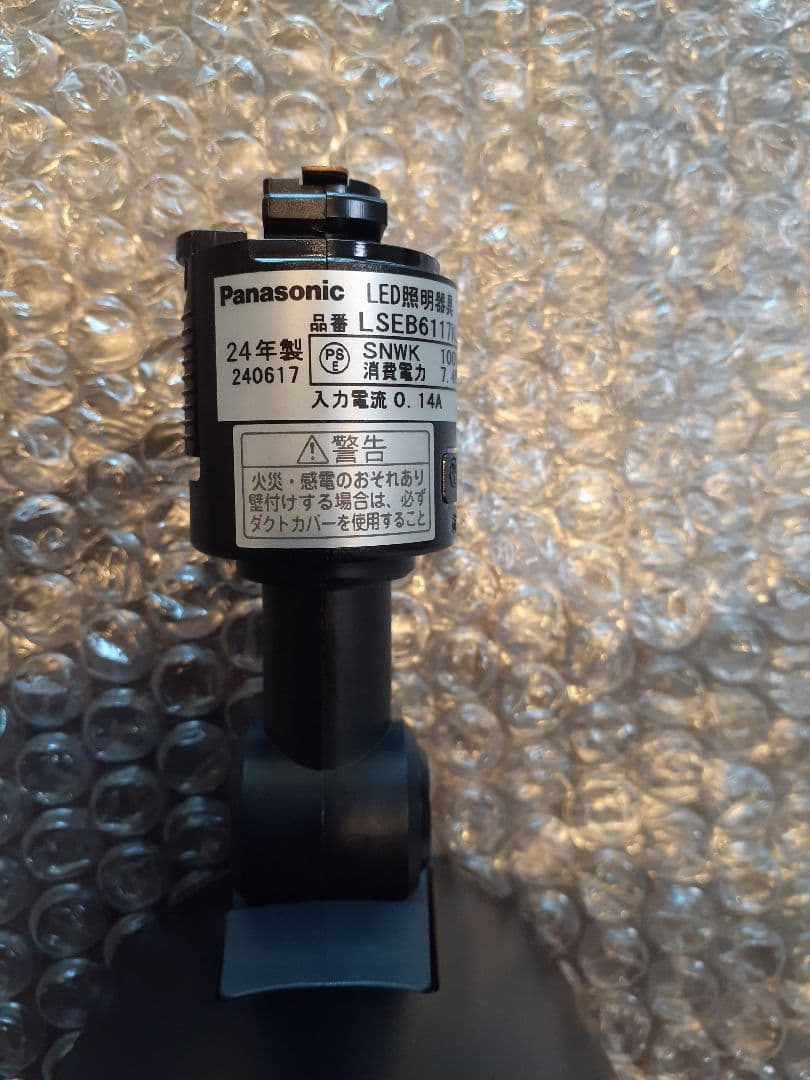 Panasonic LED照明器具
品番 LSEB6117
24年製 PS E SNWK 100
240617 消費電力 7.
入力電流 0.14A
⚠警告
火災・感電のおそれあり
壁付けする場合は、必ず
ダクトカバーを使用すること